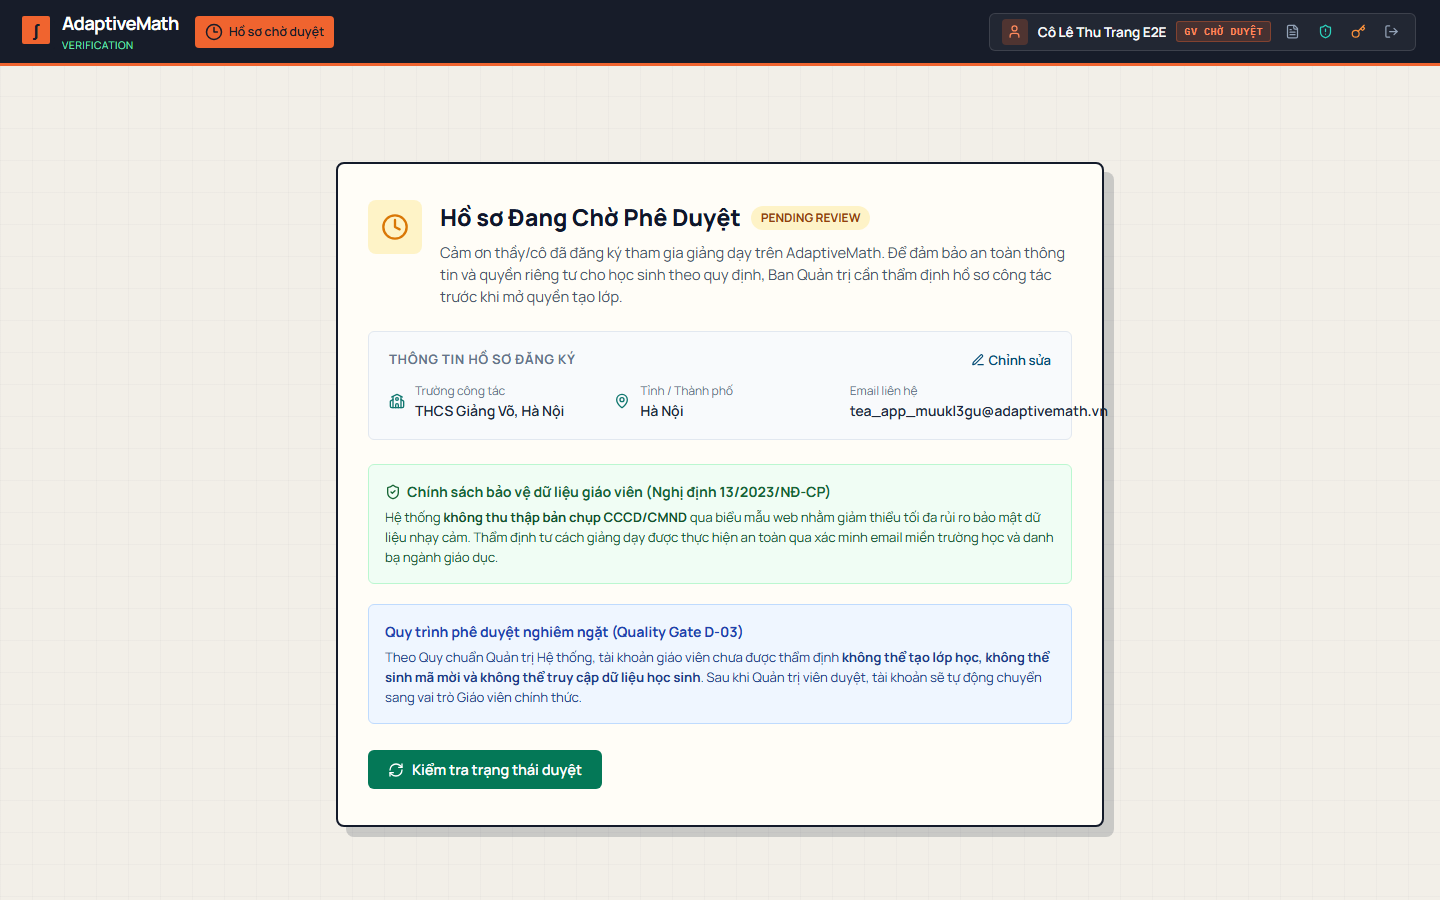 ∫
AdaptiveMath
VERIFICATION
Hồ sơ chờ duyệt
Cô Lê Thu Trang E2E
GV CHỜ DUYỆT
Hồ sơ Đang Chờ Phê Duyệt
PENDING REVIEW
Cảm ơn thầy/cô đã đăng ký tham gia giảng dạy trên AdaptiveMath. Để đảm bảo an toàn thông
tin và quyền riêng tư cho học sinh theo quy định, Ban Quản trị cần thẩm định hồ sơ công tác
trước khi mở quyền tạo lớp.
THÔNG TIN HỒ SƠ ĐĂNG KÝ
Chỉnh sửa
Trường công tác
THCS Giảng Võ, Hà Nội
Tỉnh / Thành phố
Hà Nội
Email liên hệ
tea_app_muukl3gu@adaptivemath.vn
Chính sách bảo vệ dữ liệu giáo viên (Nghị định 13/2023/NĐ-CP)
Hệ thống không thu thập bản chụp CCCD/CMND qua biểu mẫu web nhằm giảm thiểu tối đa rủi ro bảo mật dữ
liệu nhạy cảm. Thẩm định tư cách giảng dạy được thực hiện an toàn qua xác minh email miền trường học và danh
bạ ngành giáo dục.
Quy trình phê duyệt nghiêm ngặt (Quality Gate D-03)
Theo Quy chuẩn Quản trị Hệ thống, tài khoản giáo viên chưa được thẩm định không thể tạo lớp học, không thể
sinh mã mời và không thể truy cập dữ liệu học sinh. Sau khi Quản trị viên duyệt, tài khoản sẽ tự động chuyển
sang vai trò Giáo viên chính thức.
Kiểm tra trạng thái duyệt